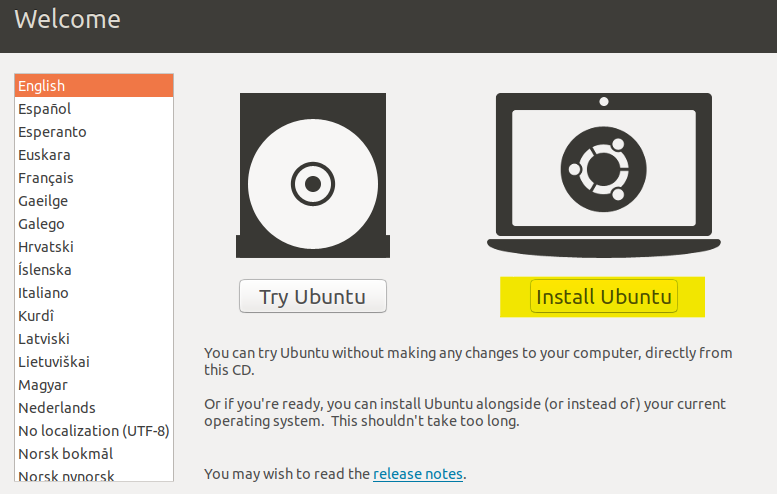 Welcome
English
Español
Esperanto
Euskara
Français
Gaeilge
Galego
Hrvatski
Íslenska
Italiano
Kurdî
Latviski
Lietuviškai
Magyar
Nederlands
No localization (UTF-8)
Norsk bokmål
Norsk nynorsk
Try Ubuntu
Install Ubuntu
You can try Ubuntu without making any changes to your computer, directly from
this CD.
Or if you're ready, you can install Ubuntu alongside (or instead of) your current
operating system. This shouldn't take too long.
You may wish to read the release notes.